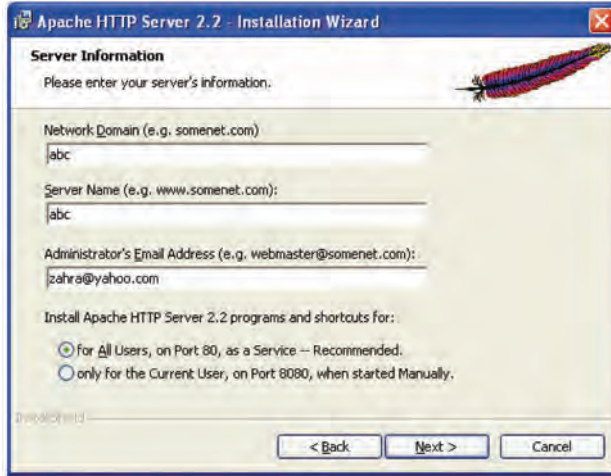 Apache HTTP Server 2.2 - Installation Wizard
Server Information
Please enter your server's information.
Network Domain (e.g. somenet.com)
abc
Server Name (e.g. www.somenet.com):
abc
Administrator's Email Address (e.g. webmaster@somenet.com):
zahra@yahoo.com
Install Apache HTTP Server 2.2 programs and shortcuts for:
for All Users, on Port 80, as a Service -- Recommended.
only for the Current User, on Port 8080, when started Manually.
InstallShield
< Back Next > Cancel